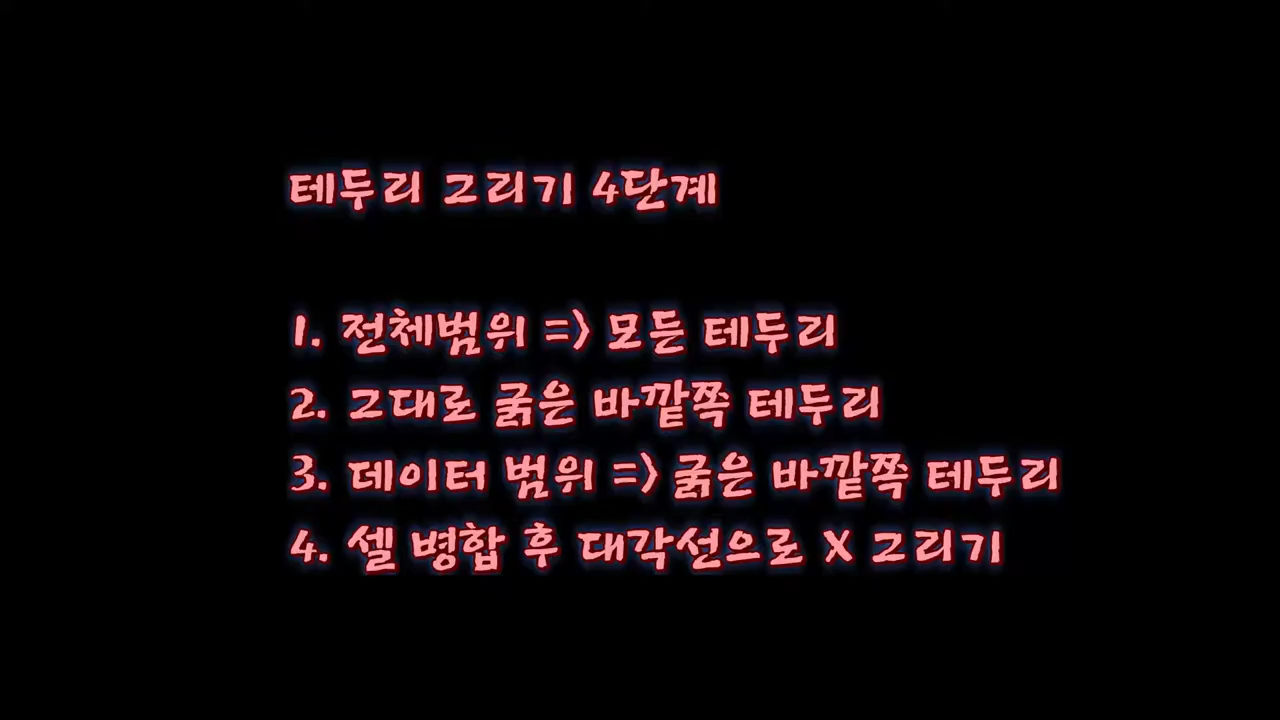 테두리 그리기 4단계
1. 전체범위 => 모든 테두리
2. 그대로 굵은 바깥쪽 테두리
3. 데이터 범위 => 굵은 바깥쪽 테두리
4. 셀 병합 후 대각선으로 X 그리기